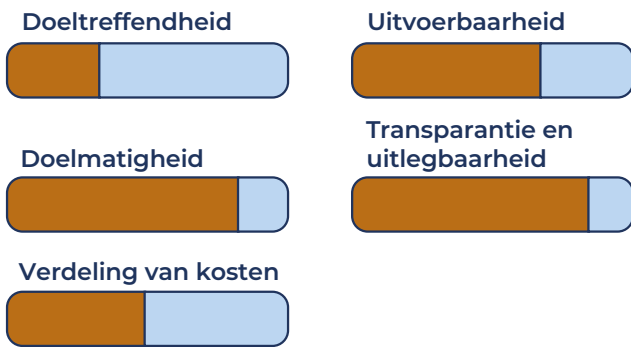 Doeltreffendheid
Uitvoerbaarheid
Doelmatigheid
Transparantie en
uitlegbaarheid
Verdeling van kosten